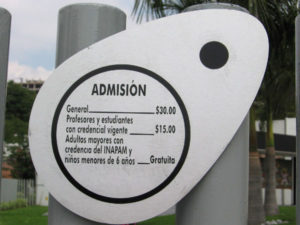 ADMISIÓN
General $30.00
Profesores y estudiantes
con credencial vigente $15.00
Adultos mayores con
credencial del INAPAM y
niños menores de 6 años Gratuita